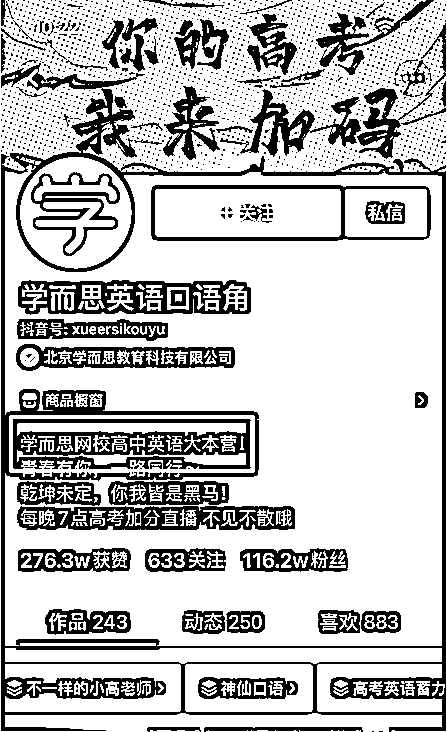 10:22
你的高考
我来加码
学
关注
私信
学而思英语口语角
抖音号: xueersikouyu
北京学而思教育科技有限公司
商品橱窗
学而思网校高中英语大本营!
青春有你，一路同行~
乾坤未定，你我皆是黑马!
每晚7点高考加分直播 不见不散哦
276.3w获赞 633关注 116.2w粉丝
作品 243 动态 250 喜欢 883
不一样的小高老师 神仙口语 高考英语蓄力